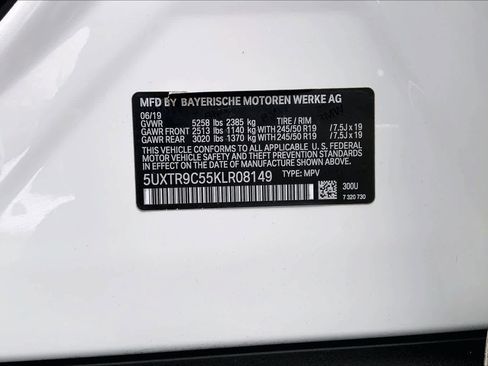 MFD BY BAYERISCHE MOTOREN WERKE AG
06/19
GVWR 5258 lbs 2385 kg TIRE / RIM
GAWR FRONT 2513 lbs 1140 kg WITH 245/50 R19 /7.5J x 19
GAWR REAR 3020 lbs 1370 kg WITH 245/50 R19 /7.5J x 19
THIS VEHICLE CONFORMS TO ALL APPLICABLE U. S. FEDERAL
MOTOR VEHICLE SAFETY, BUMPER, AND THEFT PREVENTION STANDARDS
IN EFFECT ON THE DATE OF MANUFACTURE SHOWN ABOVE.
5UXTR9C55KLR08149 TYPE: MPV
300U
7 320 730